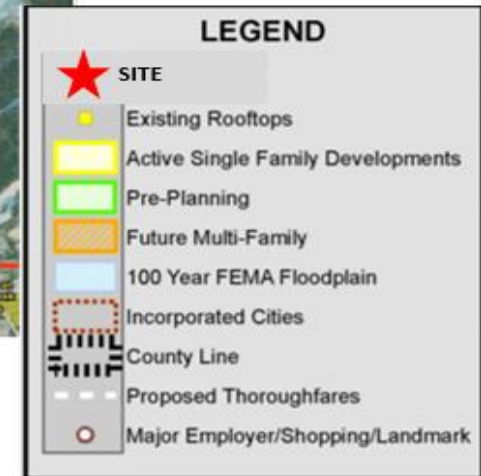 LEGEND
SITE
Existing Rooftops
Active Single Family Developments
Pre-Planning
Future Multi-Family
100 Year FEMA Floodplain
Incorporated Cities
County Line
Proposed Thoroughfares
Major Employer/Shopping/Landmark